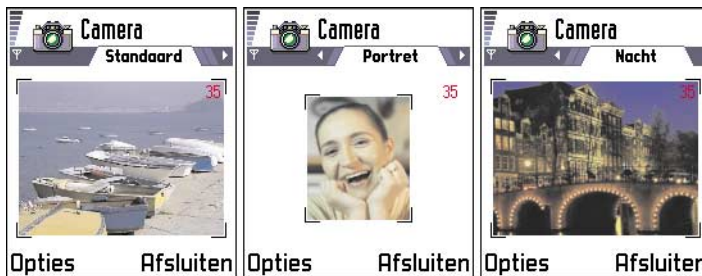 Camera
Standaard
35
Opties Afsluiten
Camera
Portret
35
Opties Afsluiten
Camera
Nacht
35
Opties Afsluiten